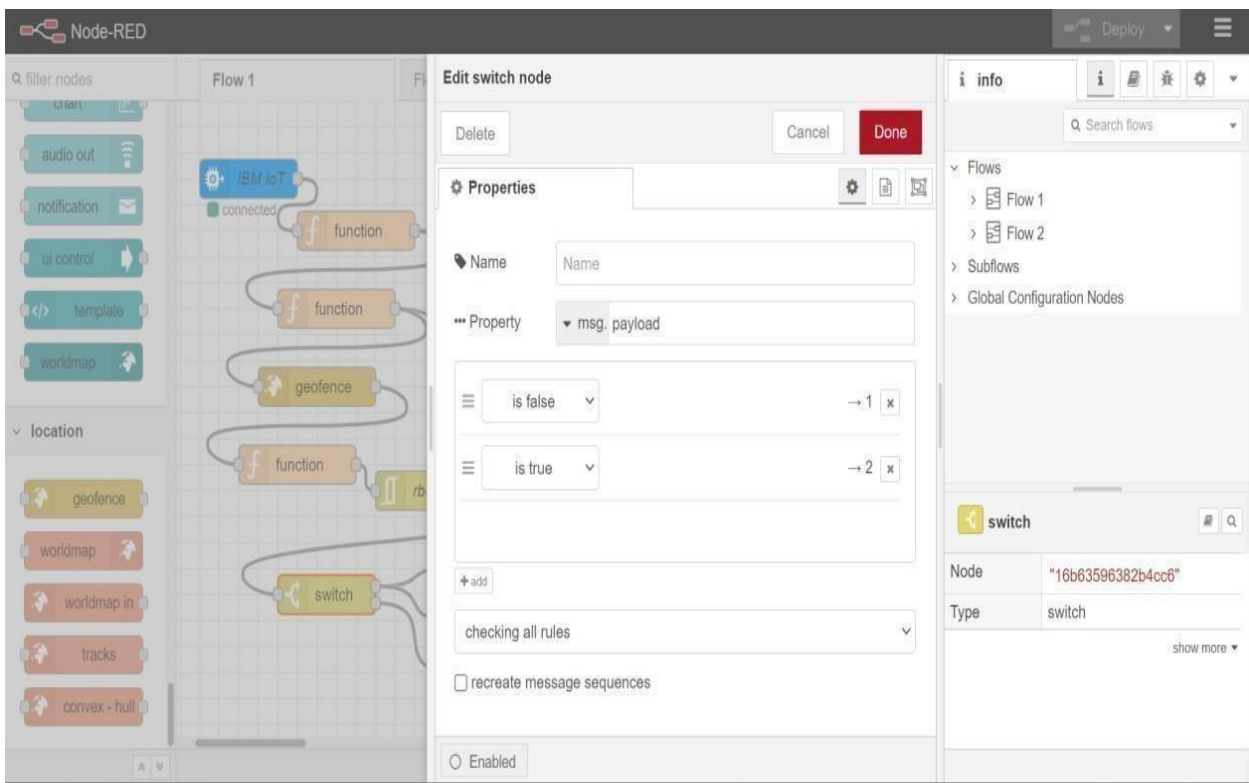 Node-RED
Deploy
filter nodes
chart
audio out
notification
ui control
template
worldmap
location
geofence
worldmap
worldmap in
tracks
convex - hull
Flow 1
IBM IoT
connected
function
function
geofence
function
switch
Edit switch node
Delete
Cancel
Done
Properties
Name
Name
Property
msg. payload
is false
→ 1
is true
→ 2
add
checking all rules
recreate message sequences
Enabled
i info
i
Search flows
Flows
Flow 1
Flow 2
Subflows
Global Configuration Nodes
switch
Node "16b63596382b4cc6"
Type switch
show more